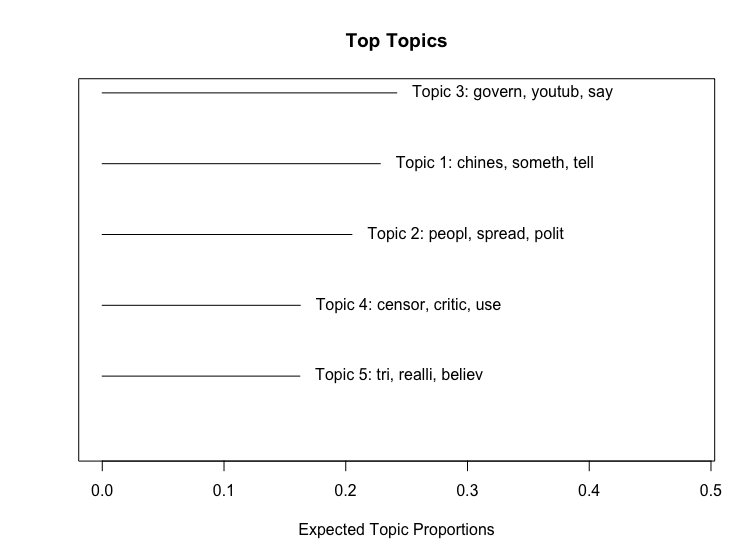 Top Topics
Topic 3: govern, youtub, say
Topic 1: chines, someth, tell
Topic 2: peopl, spread, polit
Topic 4: censor, critic, use
Topic 5: tri, realli, believ
0.0 0.1 0.2 0.3 0.4 0.5
Expected Topic Proportions